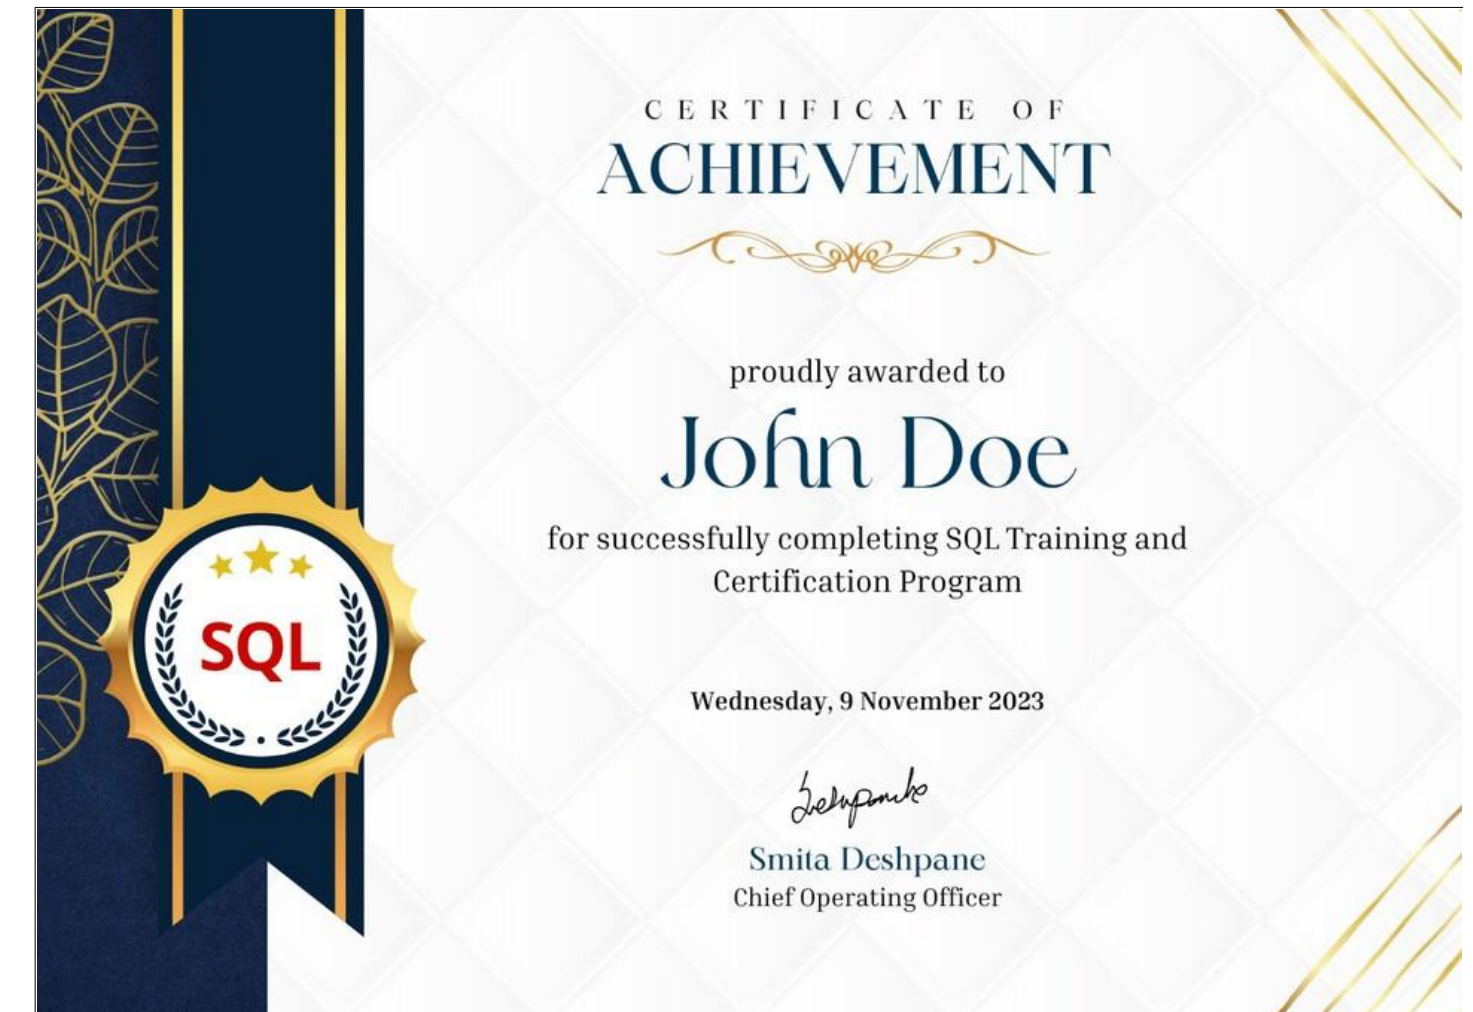 CERTIFICATE OF
ACHIEVEMENT
proudly awarded to
John Doe
for successfully completing SQL Training and
Certification Program
SQL
Wednesday, 9 November 2023
Smita Deshpane
Chief Operating Officer